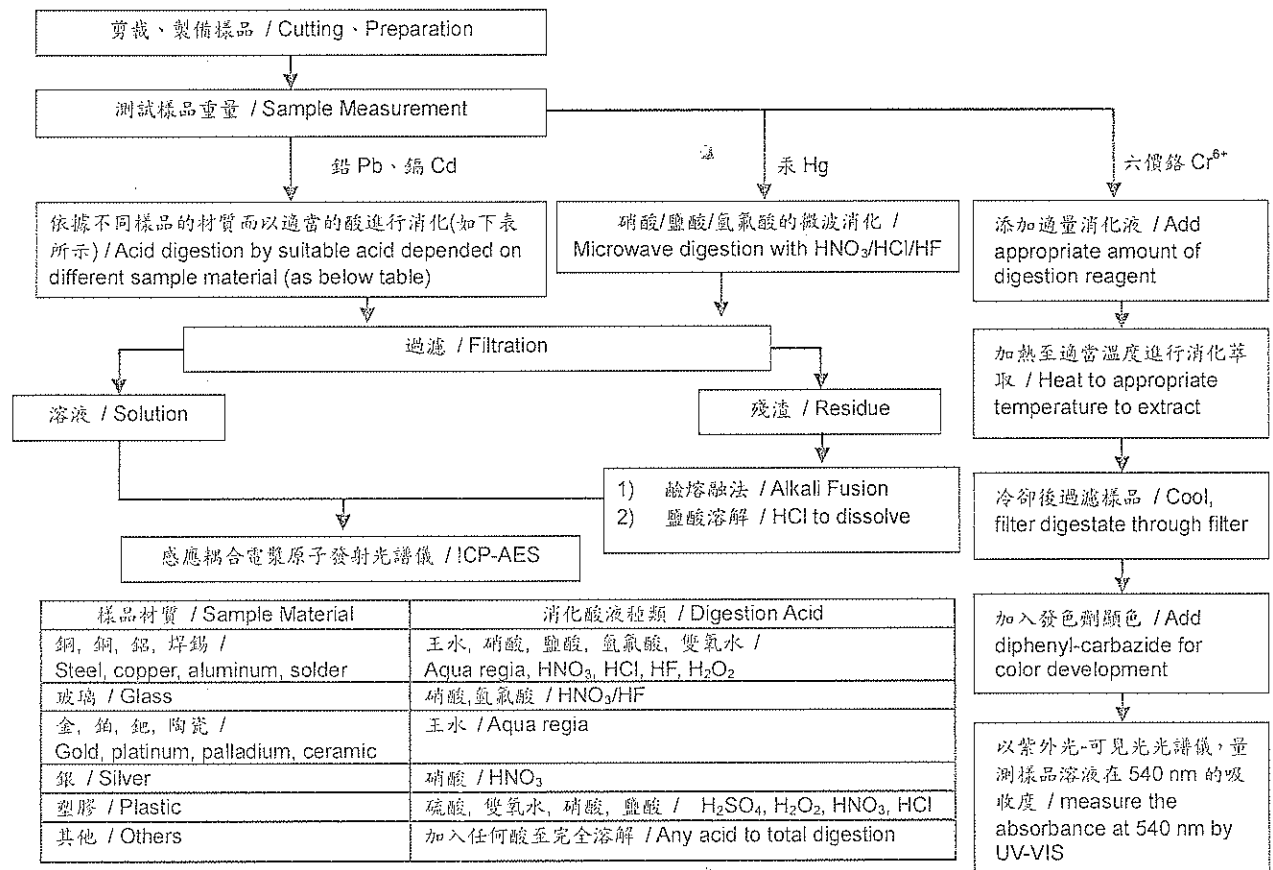 剪裁、製備樣品 / Cutting、Preparation
測試樣品重量 / Sample Measurement
鉛 Pb、鎘 Cd
汞 Hg
六價鉻 Cr⁶⁺
依據不同樣品的材質而以適當的酸進行消化(如下表
所示) / Acid digestion by suitable acid depended on
different sample material (as below table)
硝酸/鹽酸/氫氟酸的微波消化 /
Microwave digestion with HNO₃/HCl/HF
添加適量消化液 / Add
appropriate amount of
digestion reagent
過濾 / Filtration
加熱至適當溫度進行消化萃
取 / Heat to appropriate
temperature to extract
溶液 / Solution
殘渣 / Residue
1) 鹼熔融法 / Alkali Fusion
2) 鹽酸溶解 / HCl to dissolve
冷卻後過濾樣品 / Cool,
filter digestate through filter
感應耦合電漿原子發射光譜儀 / ICP-AES
加入發色劑顯色 / Add
diphenyl-carbazide for
color development
以紫外光-可見光光譜儀，量
測樣品溶液在 540 nm 的吸
收度 / measure the
absorbance at 540 nm by
UV-VIS
樣品材質 / Sample Material
消化酸液種類 / Digestion Acid
鋼, 銅, 鋁, 焊錫 /
Steel, copper, aluminum, solder
王水, 硝酸, 鹽酸, 氫氟酸, 雙氧水 /
Aqua regia, HNO₃, HCl, HF, H₂O₂
玻璃 / Glass
硝酸,氫氟酸 / HNO₃/HF
金, 鉑, 鈀, 陶瓷 /
Gold, platinum, palladium, ceramic
王水 / Aqua regia
銀 / Silver
硝酸 / HNO₃
塑膠 / Plastic
硫酸, 雙氧水, 硝酸, 鹽酸 / H₂SO₄, H₂O₂, HNO₃, HCl
其他 / Others
加入任何酸至完全溶解 / Any acid to total digestion